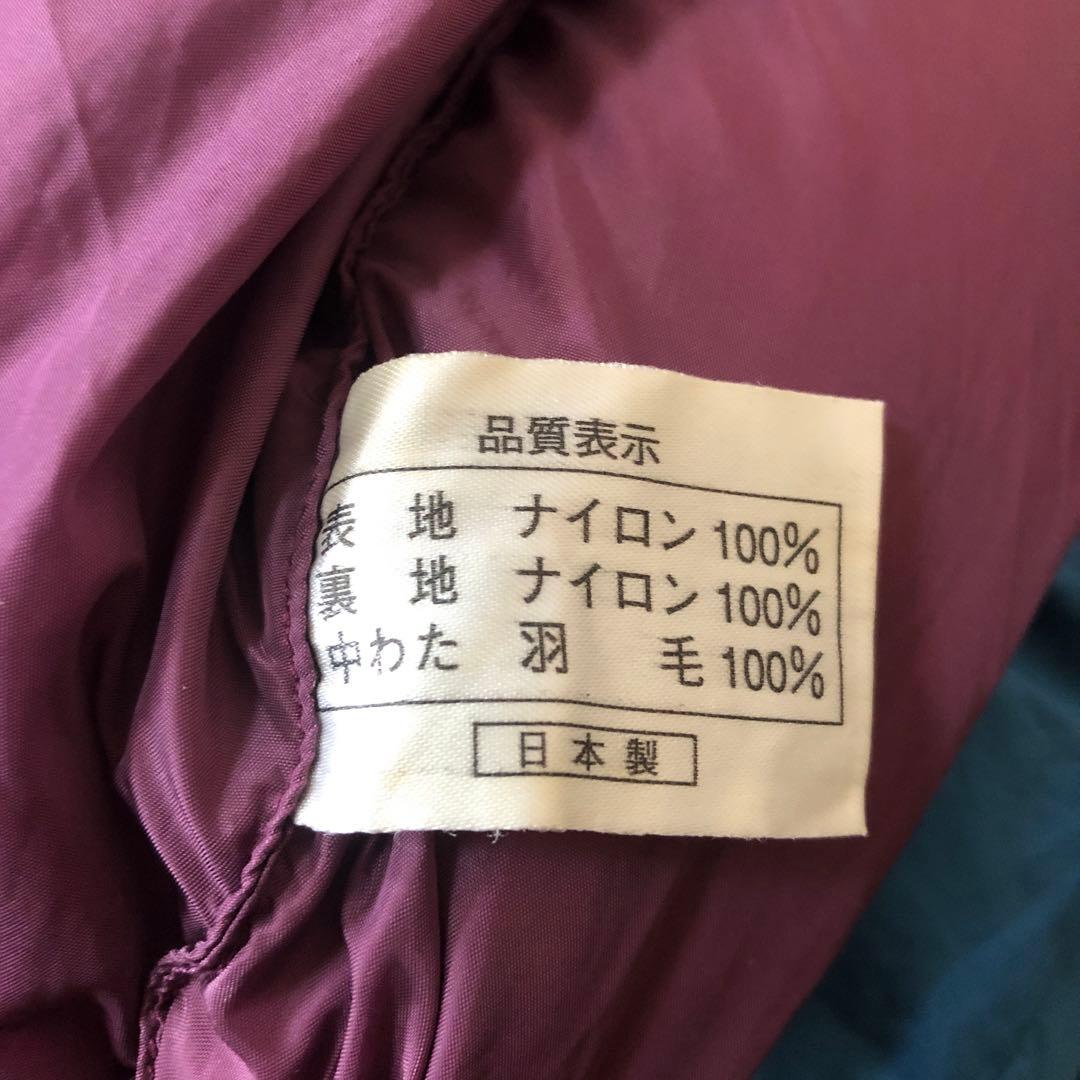 品質表示
表 地 ナイロン 100%
裏 地 ナイロン 100%
中わた 羽 毛 100%
日本製